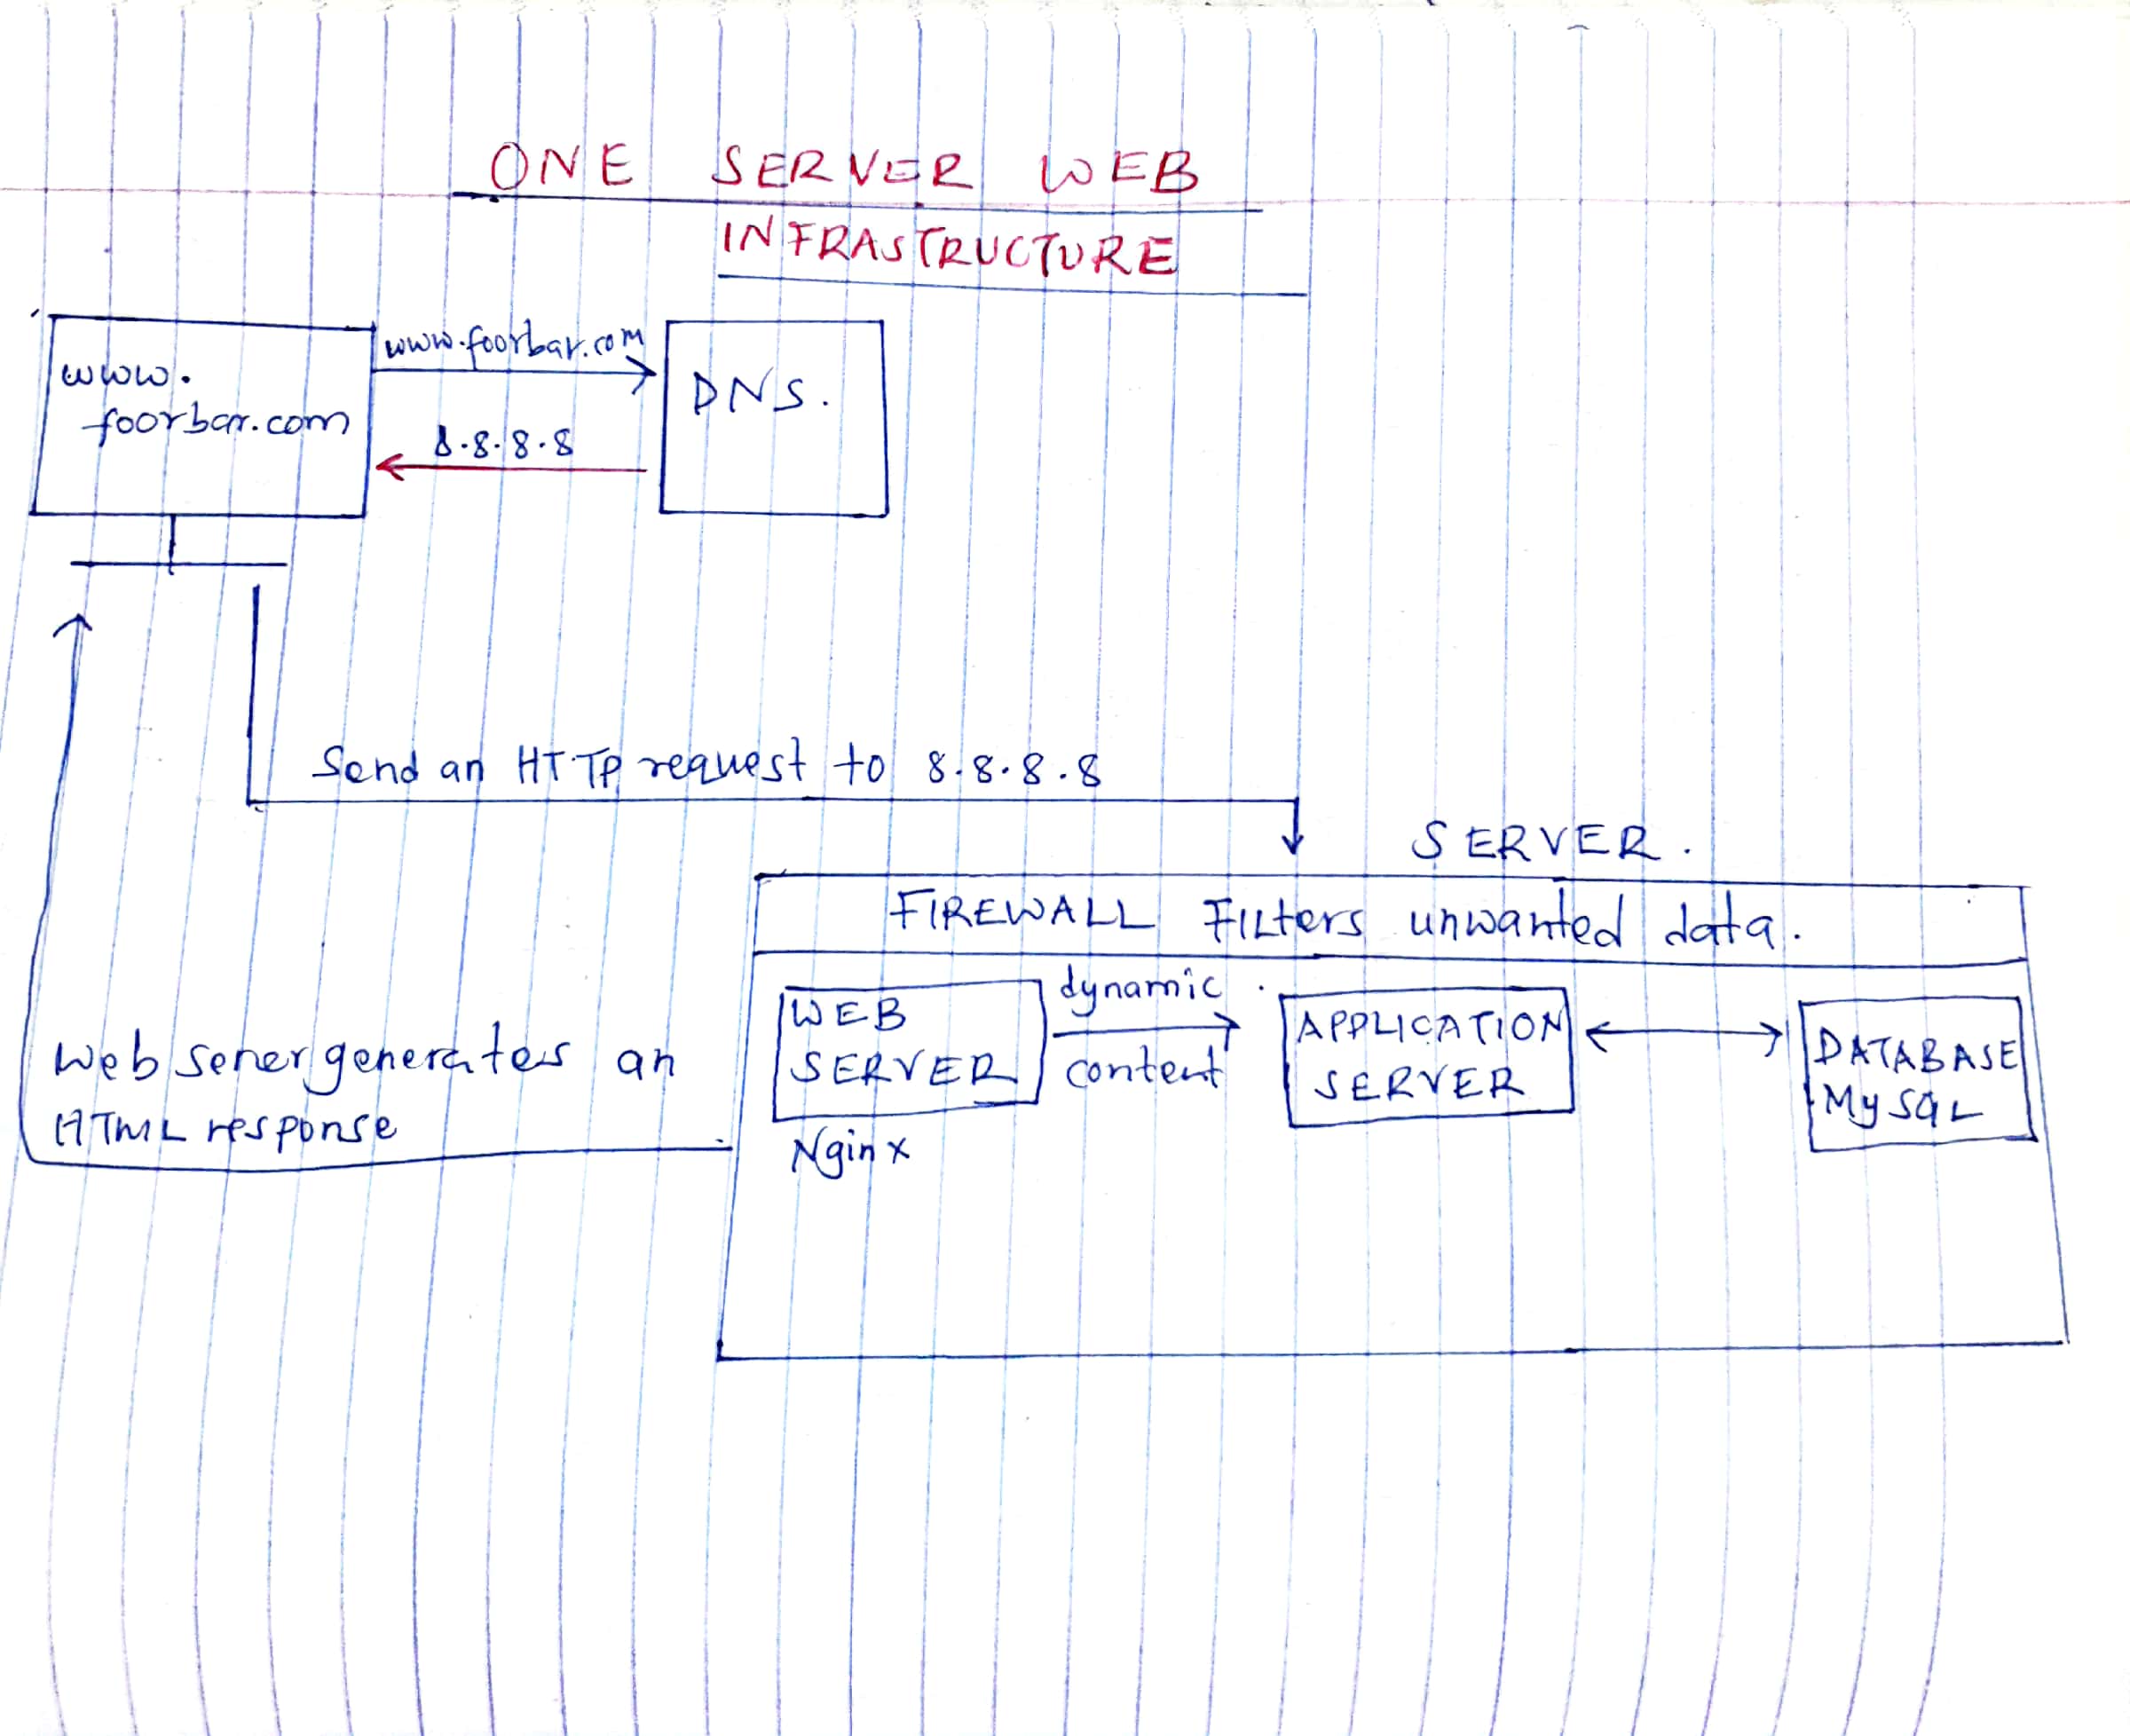 ONE SERVER WEB
INFRASTRUCTURE
www.
foorbar.com
www.foorbar.com
8.8.8.8
DNS.
Send an HTTP request to 8.8.8.8
SERVER.
FIREWALL FILters unwanted data.
WEB
SERVER
Nginx
dynamic
content
APPLICATION
SERVER
DATABASE
MySQL
Web server generates an
HTML response